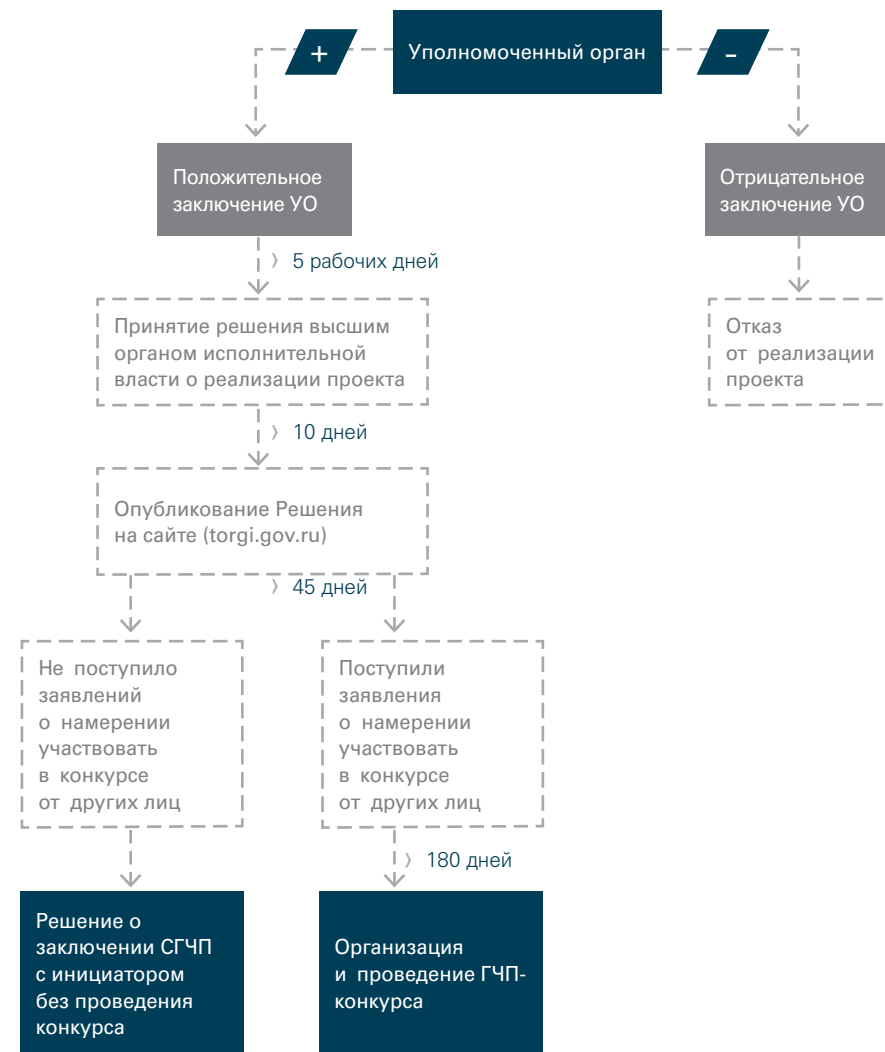 +
Уполномоченный орган
-
Положительное
заключение УО
Отрицательное
заключение УО
〉 5 рабочих дней
Принятие решения высшим
органом исполнительной
власти о реализации проекта
Отказ
от реализации
проекта
〉 10 дней
Опубликование Решения
на сайте (torgi.gov.ru)
〉 45 дней
Не поступило
заявлений
о намерении
участвовать
в конкурсе
от других лиц
Поступили
заявления
о намерении
участвовать
в конкурсе
от других лиц
〉 180 дней
Решение о
заключении СГЧП
с инициатором
без проведения
конкурса
Организация
и проведение ГЧП-
конкурса